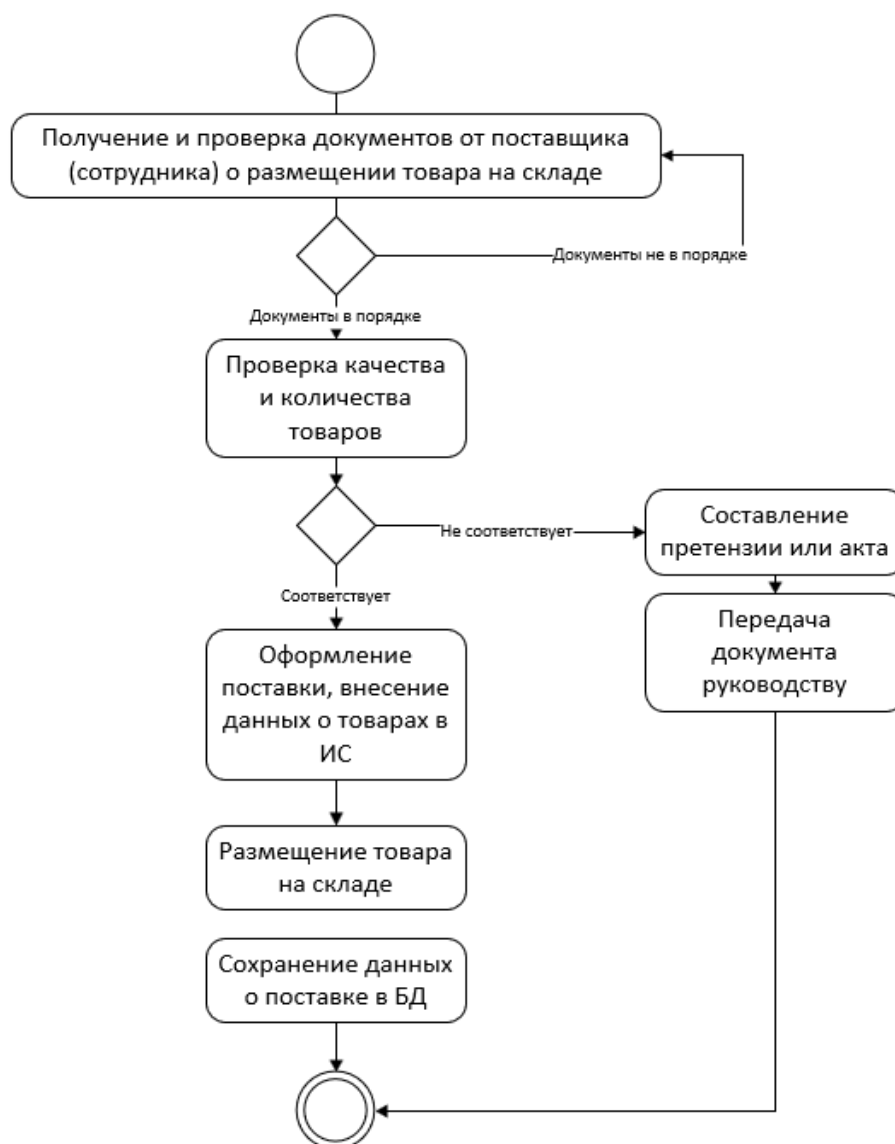 Получение и проверка документов от поставщика
(сотрудника) о размещении товара на складе
Документы не в порядке
Документы в порядке
Проверка качества
и количества
товаров
Не соответствует
Составление
претензии или акта
Соответствует
Передача
документа
руководству
Оформление
поставки, внесение
данных о товарах в
ИС
Размещение товара
на складе
Сохранение данных
о поставке в БД